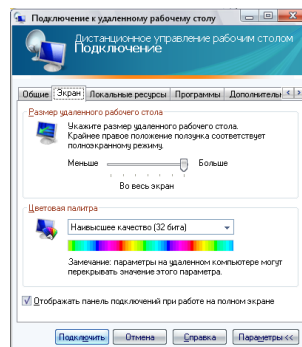 Подключение к удаленному рабочему столу
Дистанционное управление рабочим столом
Подключение
Общие Экран Локальные ресурсы Программы Дополнительн
Размер удаленного рабочего стола
Укажите размер удаленного рабочего стола.
Крайнее правое положение ползунка соответствует
полноэкранному режиму.
Меньше Больше
Во весь экран
Цветовая палитра
Наивысшее качество (32 бита)
Замечание: параметры на удаленном компьютере могут
перекрывать значение этого параметра.
Отображать панель подключений при работе на полном экране
Подключить Отмена Справка Параметры <<